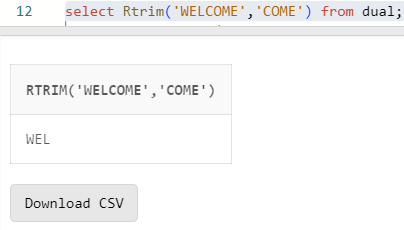 12 select Rtrim('WELCOME','COME') from dual;
RTRIM('WELCOME','COME')
WEL
Download CSV